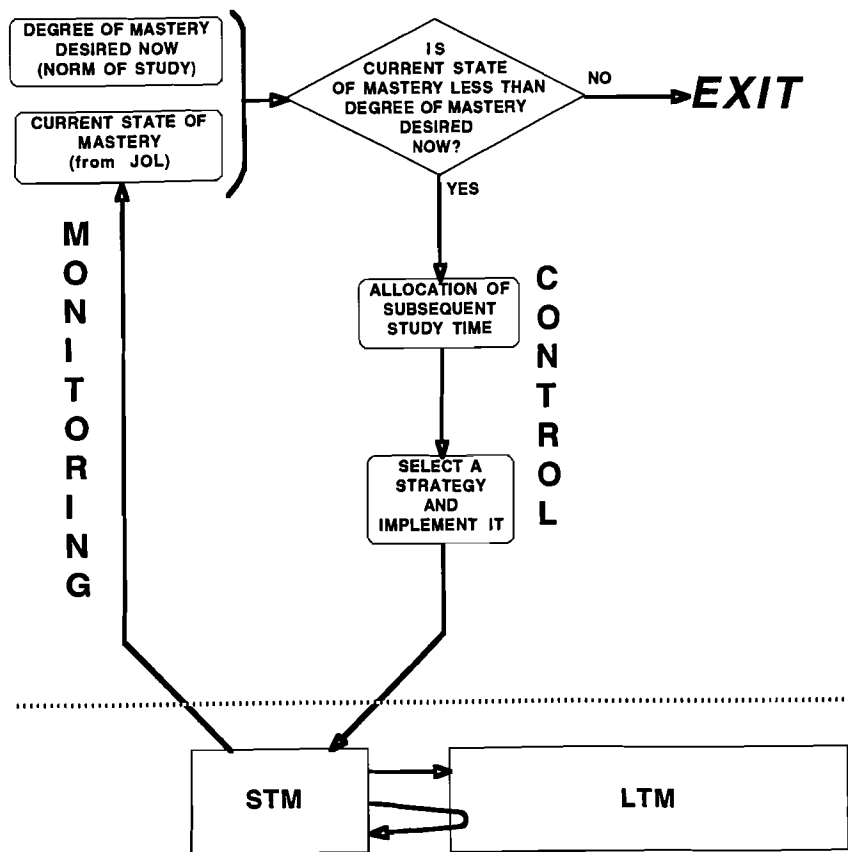 DEGREE OF MASTERY
DESIRED NOW
(NORM OF STUDY)
CURRENT STATE OF
MASTERY
(from JOL)
IS
CURRENT STATE
OF MASTERY LESS THAN
DEGREE OF MASTERY
DESIRED
NOW?
NO
EXIT
YES
MONITORING
ALLOCATION OF
SUBSEQUENT
STUDY TIME
CONTROL
SELECT A
STRATEGY
AND
IMPLEMENT IT
STM
LTM